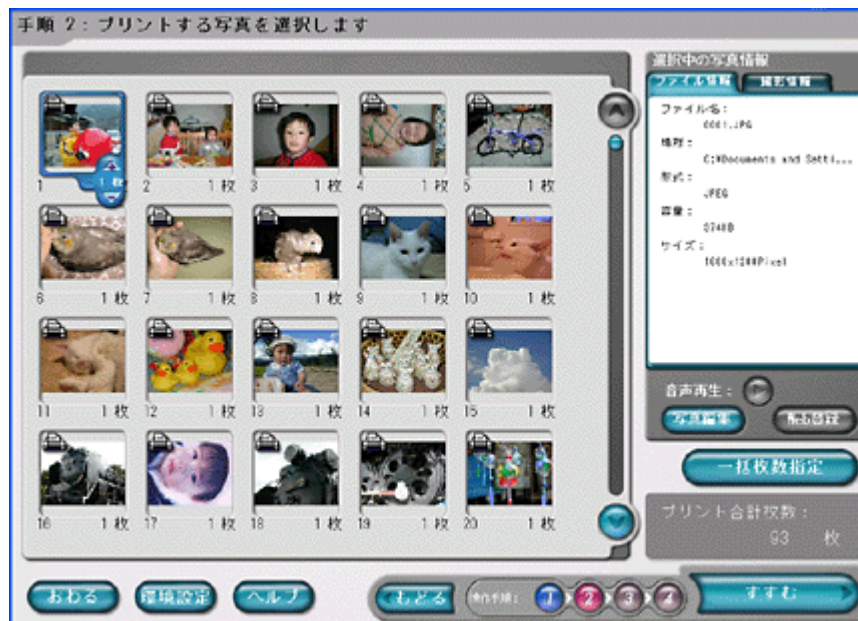 手順 2：プリントする写真を選択します
選択中の写真情報
ファイル情報 撮影情報
ファイル名：
0001.JPG
場所：
C:¥Documents and Setti...
形式：
JPEG
容量：
サイズ：
1 1 枚
2 1 枚
3 1 枚
4 1 枚
5 1 枚
6 1 枚
7 1 枚
8 1 枚
9 1 枚
10 1 枚
11 1 枚
12 1 枚
13 1 枚
14 1 枚
15 1 枚
16 1 枚
17 1 枚
18 1 枚
19 1 枚
20 1 枚
音声再生：
写真編集
一括枚数指定
プリント合計枚数：
93 枚
おわる 環境設定 ヘルプ もどる 操作手順： 1 2 3 4 すすむ